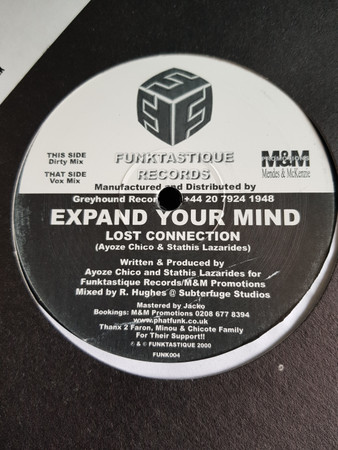 THIS SIDE
Dirty Mix
THAT SIDE
Vox Mix
FUNKTASTIQUE
RECORDS
M&M
Mendes & McKenzie
Manufactured and Distributed by
Greyhound Records +44 20 7924 1948
EXPAND YOUR MIND
LOST CONNECTION
(Ayoze Chico & Stathis Lazarides)
Written & Produced by
Ayoze Chico and Stathis Lazarides for
Funktastique Records/M&M Promotions
Mixed by R. Hughes @ Subterfuge Studios
Mastered by Jacko
Bookings: M&M Promotions 0208 677 8394
www.phatfunk.co.uk
Thanx 2 Faron, Minou & Chicote Family
For Their Support!!
℗ & © FUNKTASTIQUE 2000
FUNK004